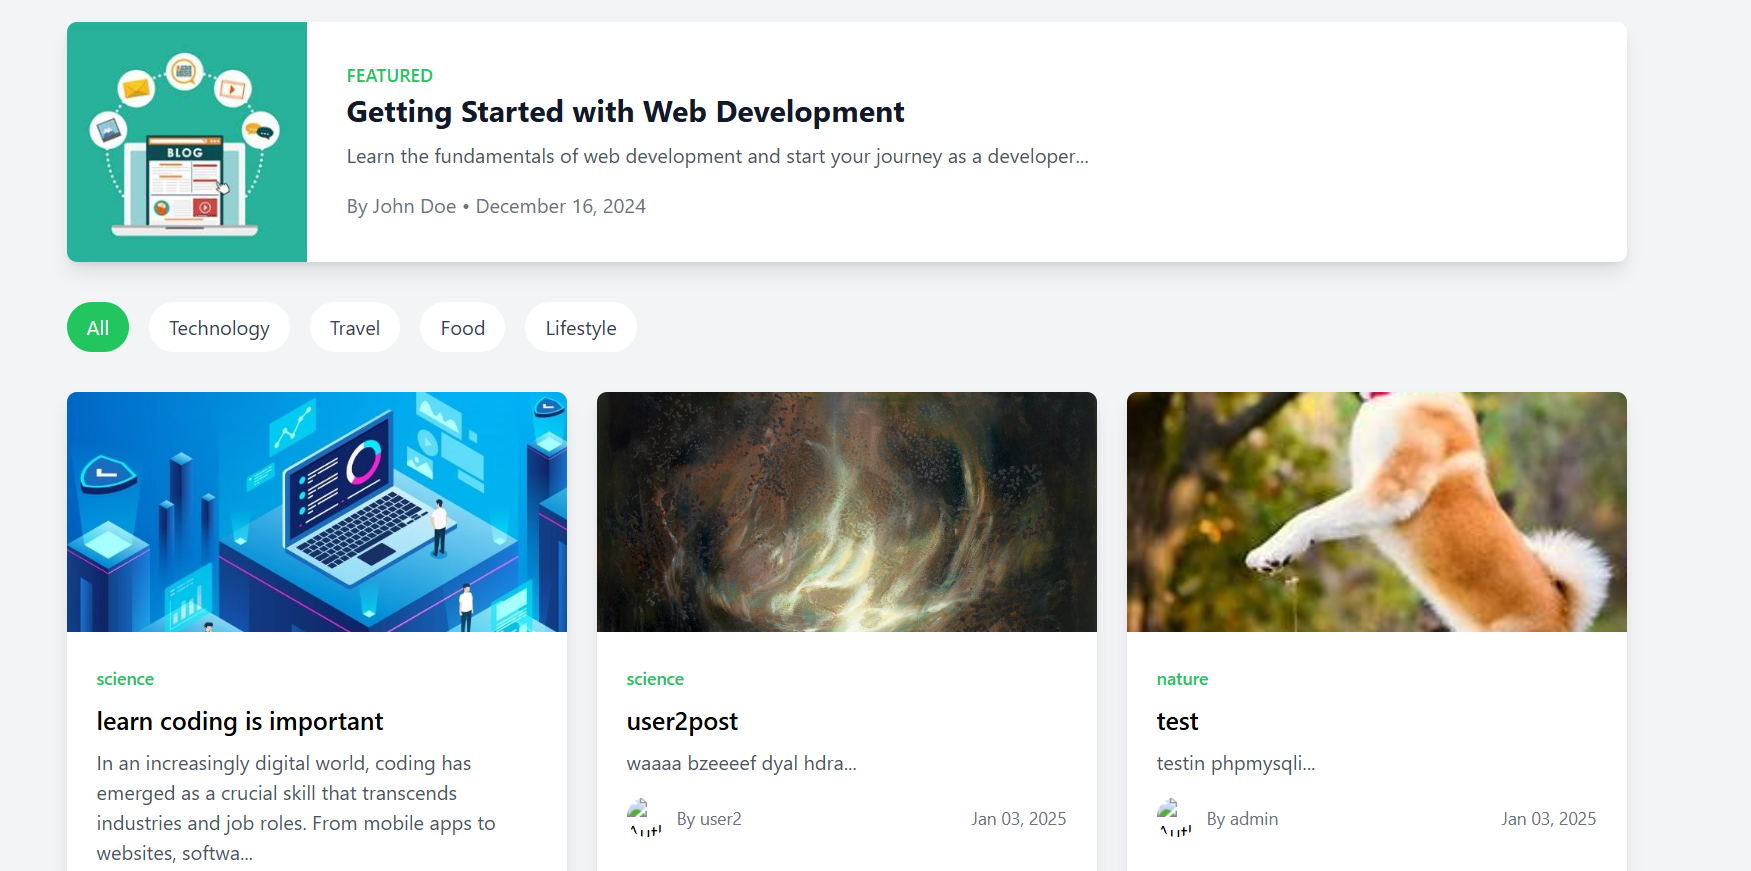 BLOG
FEATURED
Getting Started with Web Development
Learn the fundamentals of web development and start your journey as a developer...
By John Doe • December 16, 2024
All
Technology
Travel
Food
Lifestyle
science
learn coding is important
In an increasingly digital world, coding has
emerged as a crucial skill that transcends
industries and job roles. From mobile apps to
websites, softwa...
science
user2post
waaaa bzeeeef dyal hdra...
By user2
Jan 03, 2025
nature
test
testin phpmysqli...
By admin
Jan 03, 2025